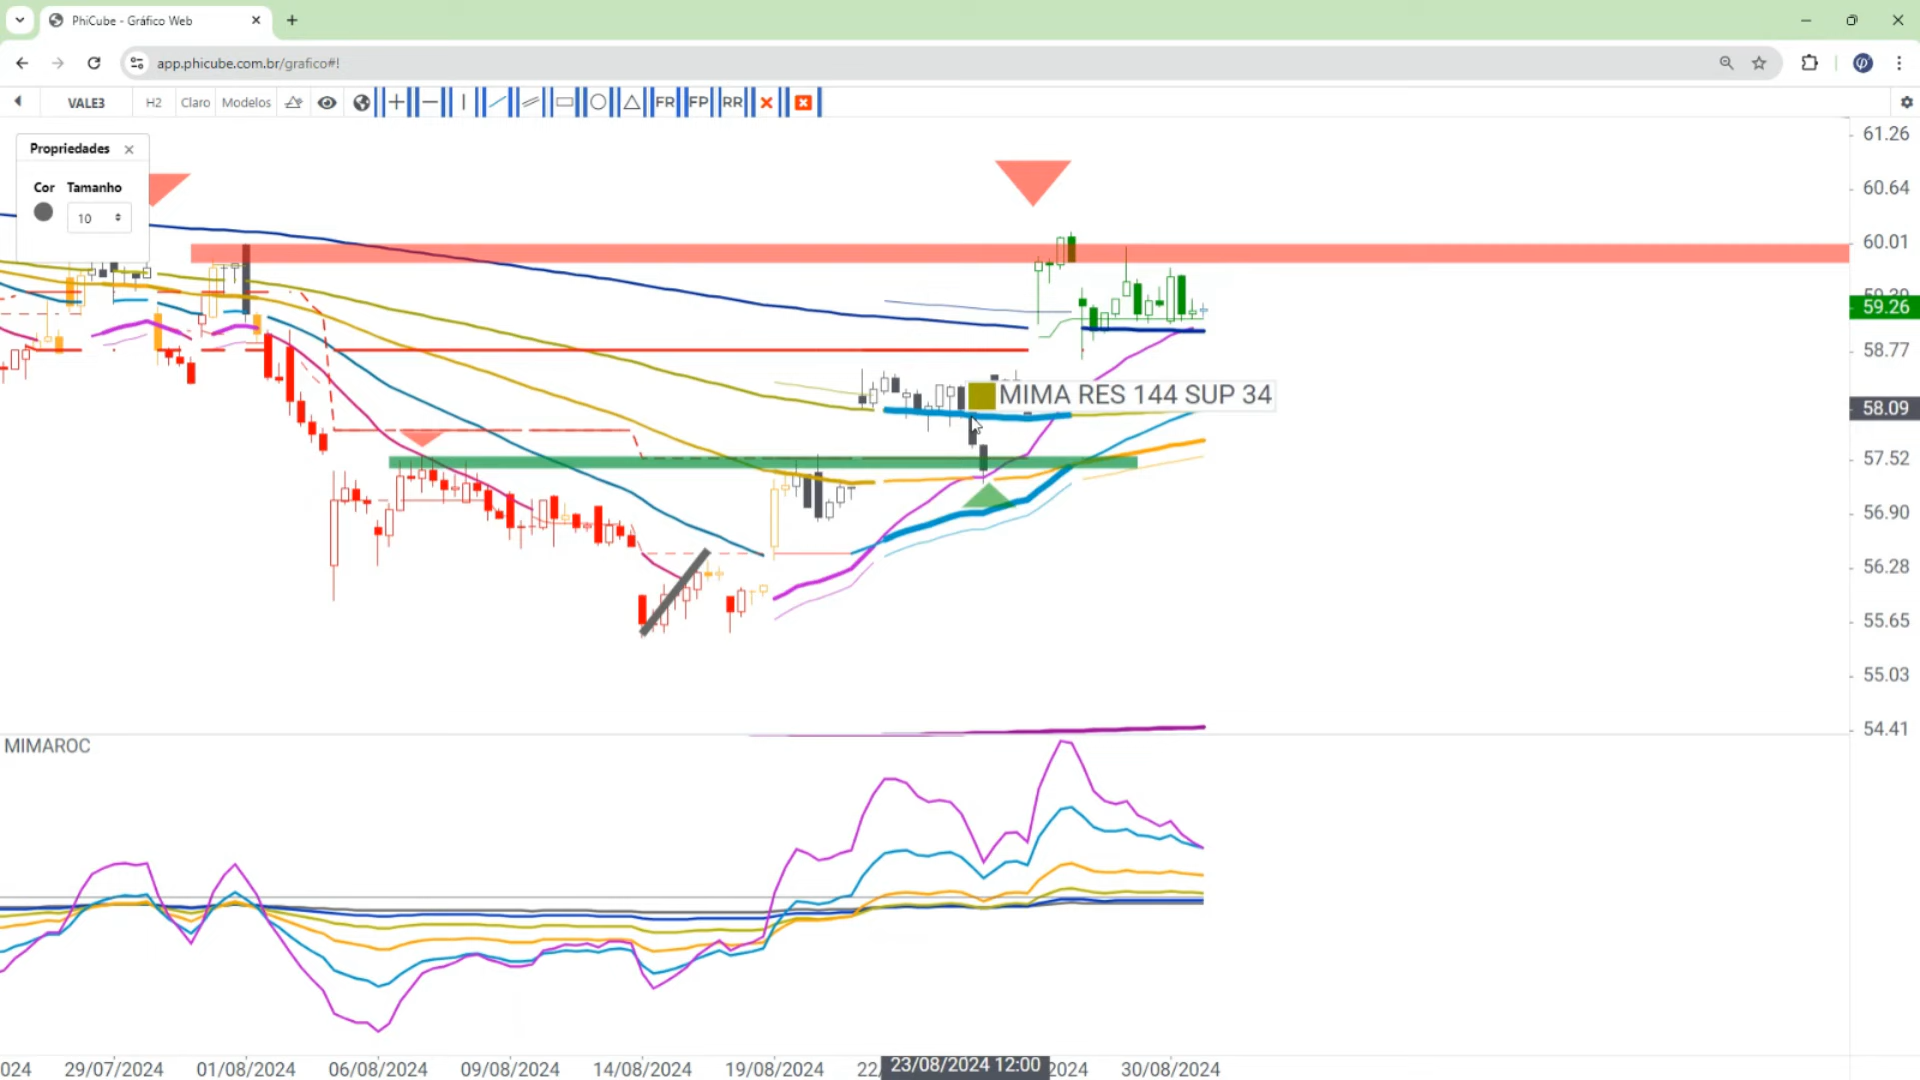 PhiCube - Gráfico Web
app.phicube.com.br/grafico#!
VALE3 H2 Claro Modelos FR FP RR
Propriedades
Cor Tamanho
10
61.26
60.64
60.01
59.26
58.77
MIMA RES 144 SUP 34
58.09
57.52
56.90
56.28
55.65
55.03
54.41
MIMAROC
024 29/07/2024 01/08/2024 06/08/2024 09/08/2024 14/08/2024 19/08/2024 22/ 23/08/2024 12:00 2024 30/08/2024